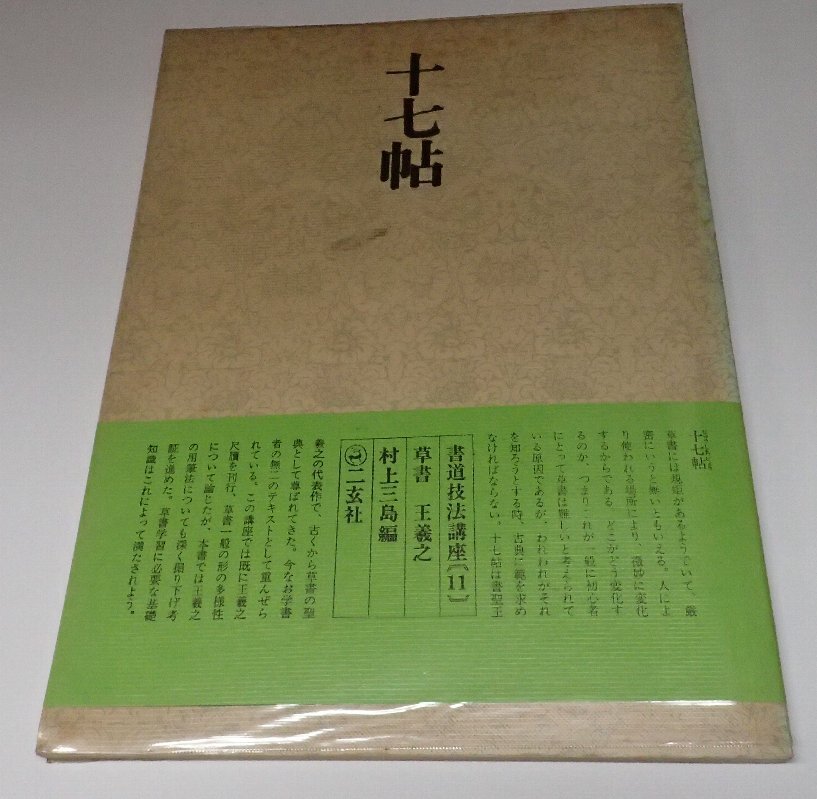 十七帖
十七帖
草書には規矩があるようでいて、厳
密にいうと無いともいえる。人によ
り使われる場所により、微妙に変化
するからである。どこがどう変化す
るのか、つまりこれが一般に初心者
にとって草書は難しいと考えられて
いる原因であるが、われわれがそれ
を知ろうとする時、古典に範を求め
なければならない。十七帖は書聖王
書道技法講座〔11〕
草書 王羲之
村上三島編
二玄社
羲之の代表作で、古くから草書の聖
典として尊ばれてきた。今なお学書
者の無二のテキストとして重んぜら
れている。この講座では既に王羲之
尺牘を刊行、草書一般の形の多様性
について論じたが、本書では王羲之
の用筆法についても深く掘り下げ考
証を進めた。草書学習に必要な基礎
知識はこれによって満たされよう。